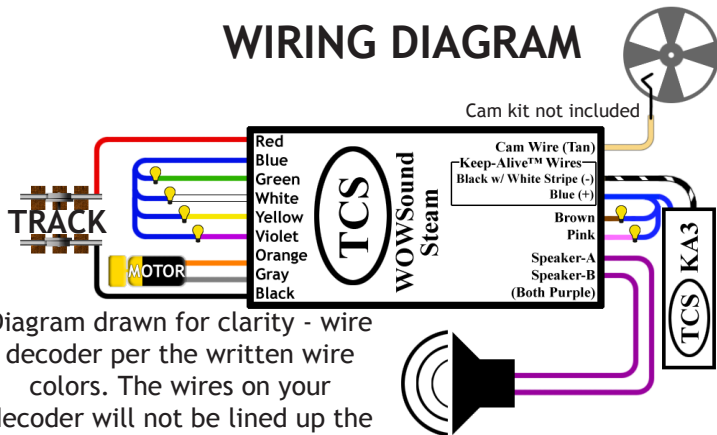 WIRING DIAGRAM
Cam kit not included
Red
Blue
Green
White
Yellow
Violet
Orange
Gray
Black
TRACK
MOTOR
TCS
WOWSound
Steam
Cam Wire (Tan)
Keep-Alive™ Wires
Black w/ White Stripe (-)
Blue (+)
Brown
Pink
Speaker-A
Speaker-B
(Both Purple)
TCS KA3
Diagram drawn for clarity - wire
decoder per the written wire
colors. The wires on your
decoder will not be lined up the